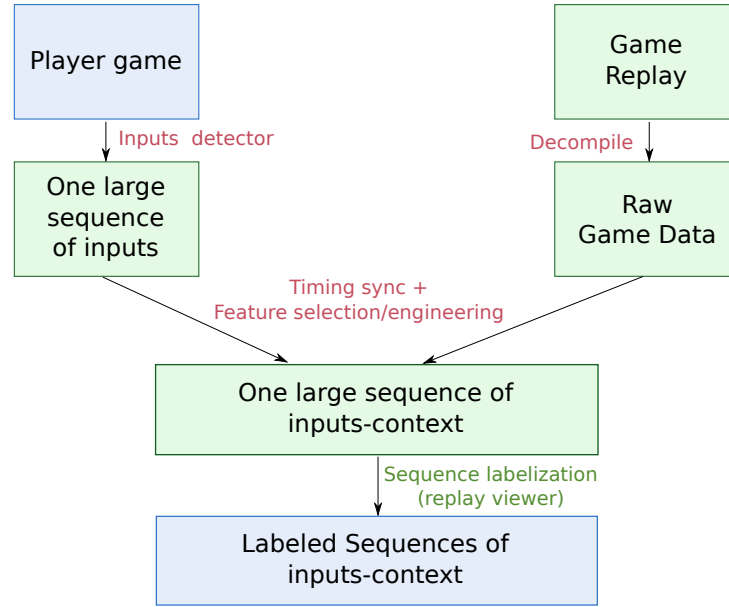 Player game
Game
Replay
Inputs detector
Decompile
One large
sequence
of inputs
Raw
Game Data
Timing sync +
Feature selection/engineering
One large sequence of
inputs-context
Sequence labelization
(replay viewer)
Labeled Sequences of
inputs-context